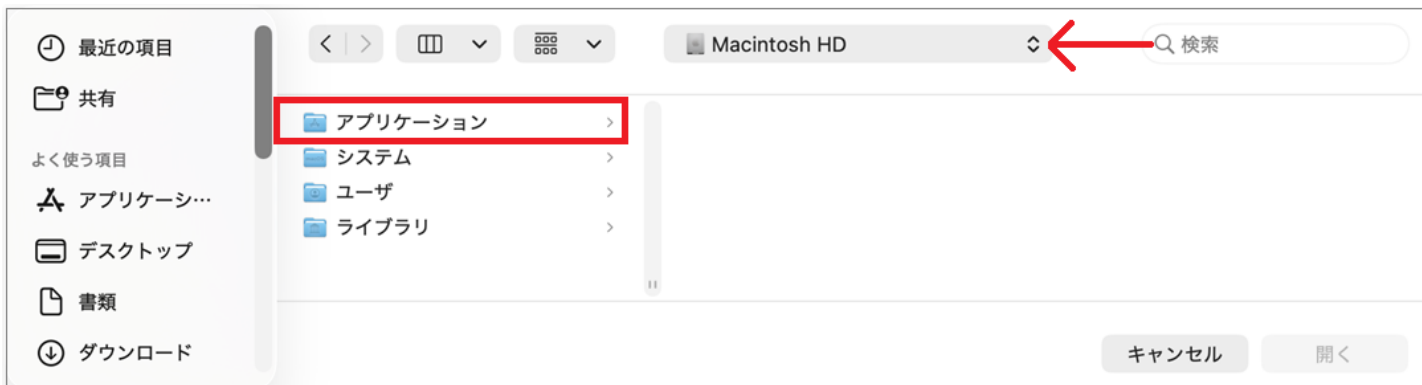 最近の項目
共有
よく使う項目
アプリケーシ…
デスクトップ
書類
ダウンロード
Macintosh HD
検索
アプリケーション
システム
ユーザ
ライブラリ
キャンセル
開く